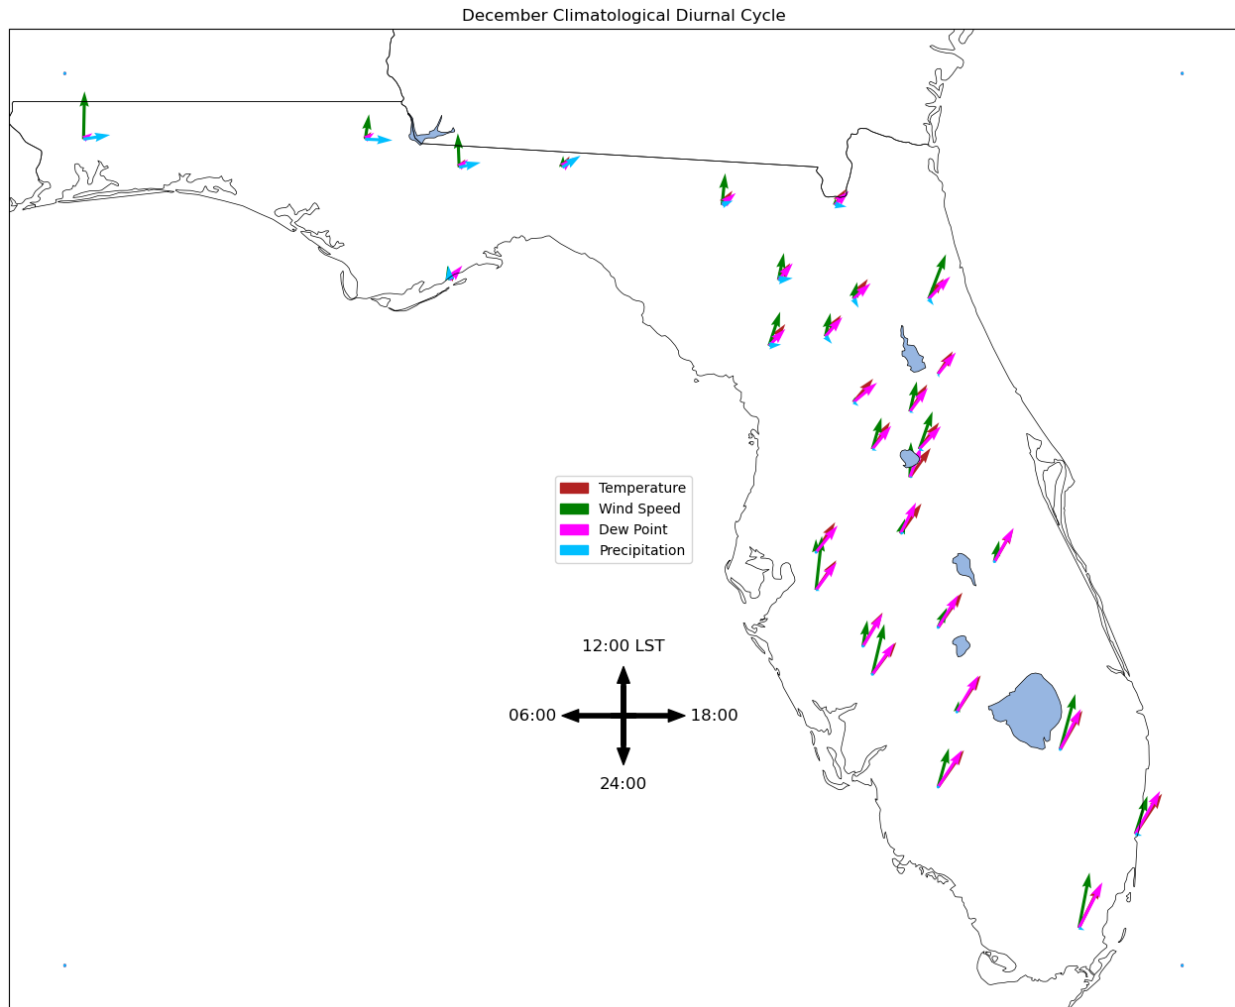 December Climatological Diurnal Cycle
Temperature
Wind Speed
Dew Point
Precipitation
12:00 LST
06:00
18:00
24:00